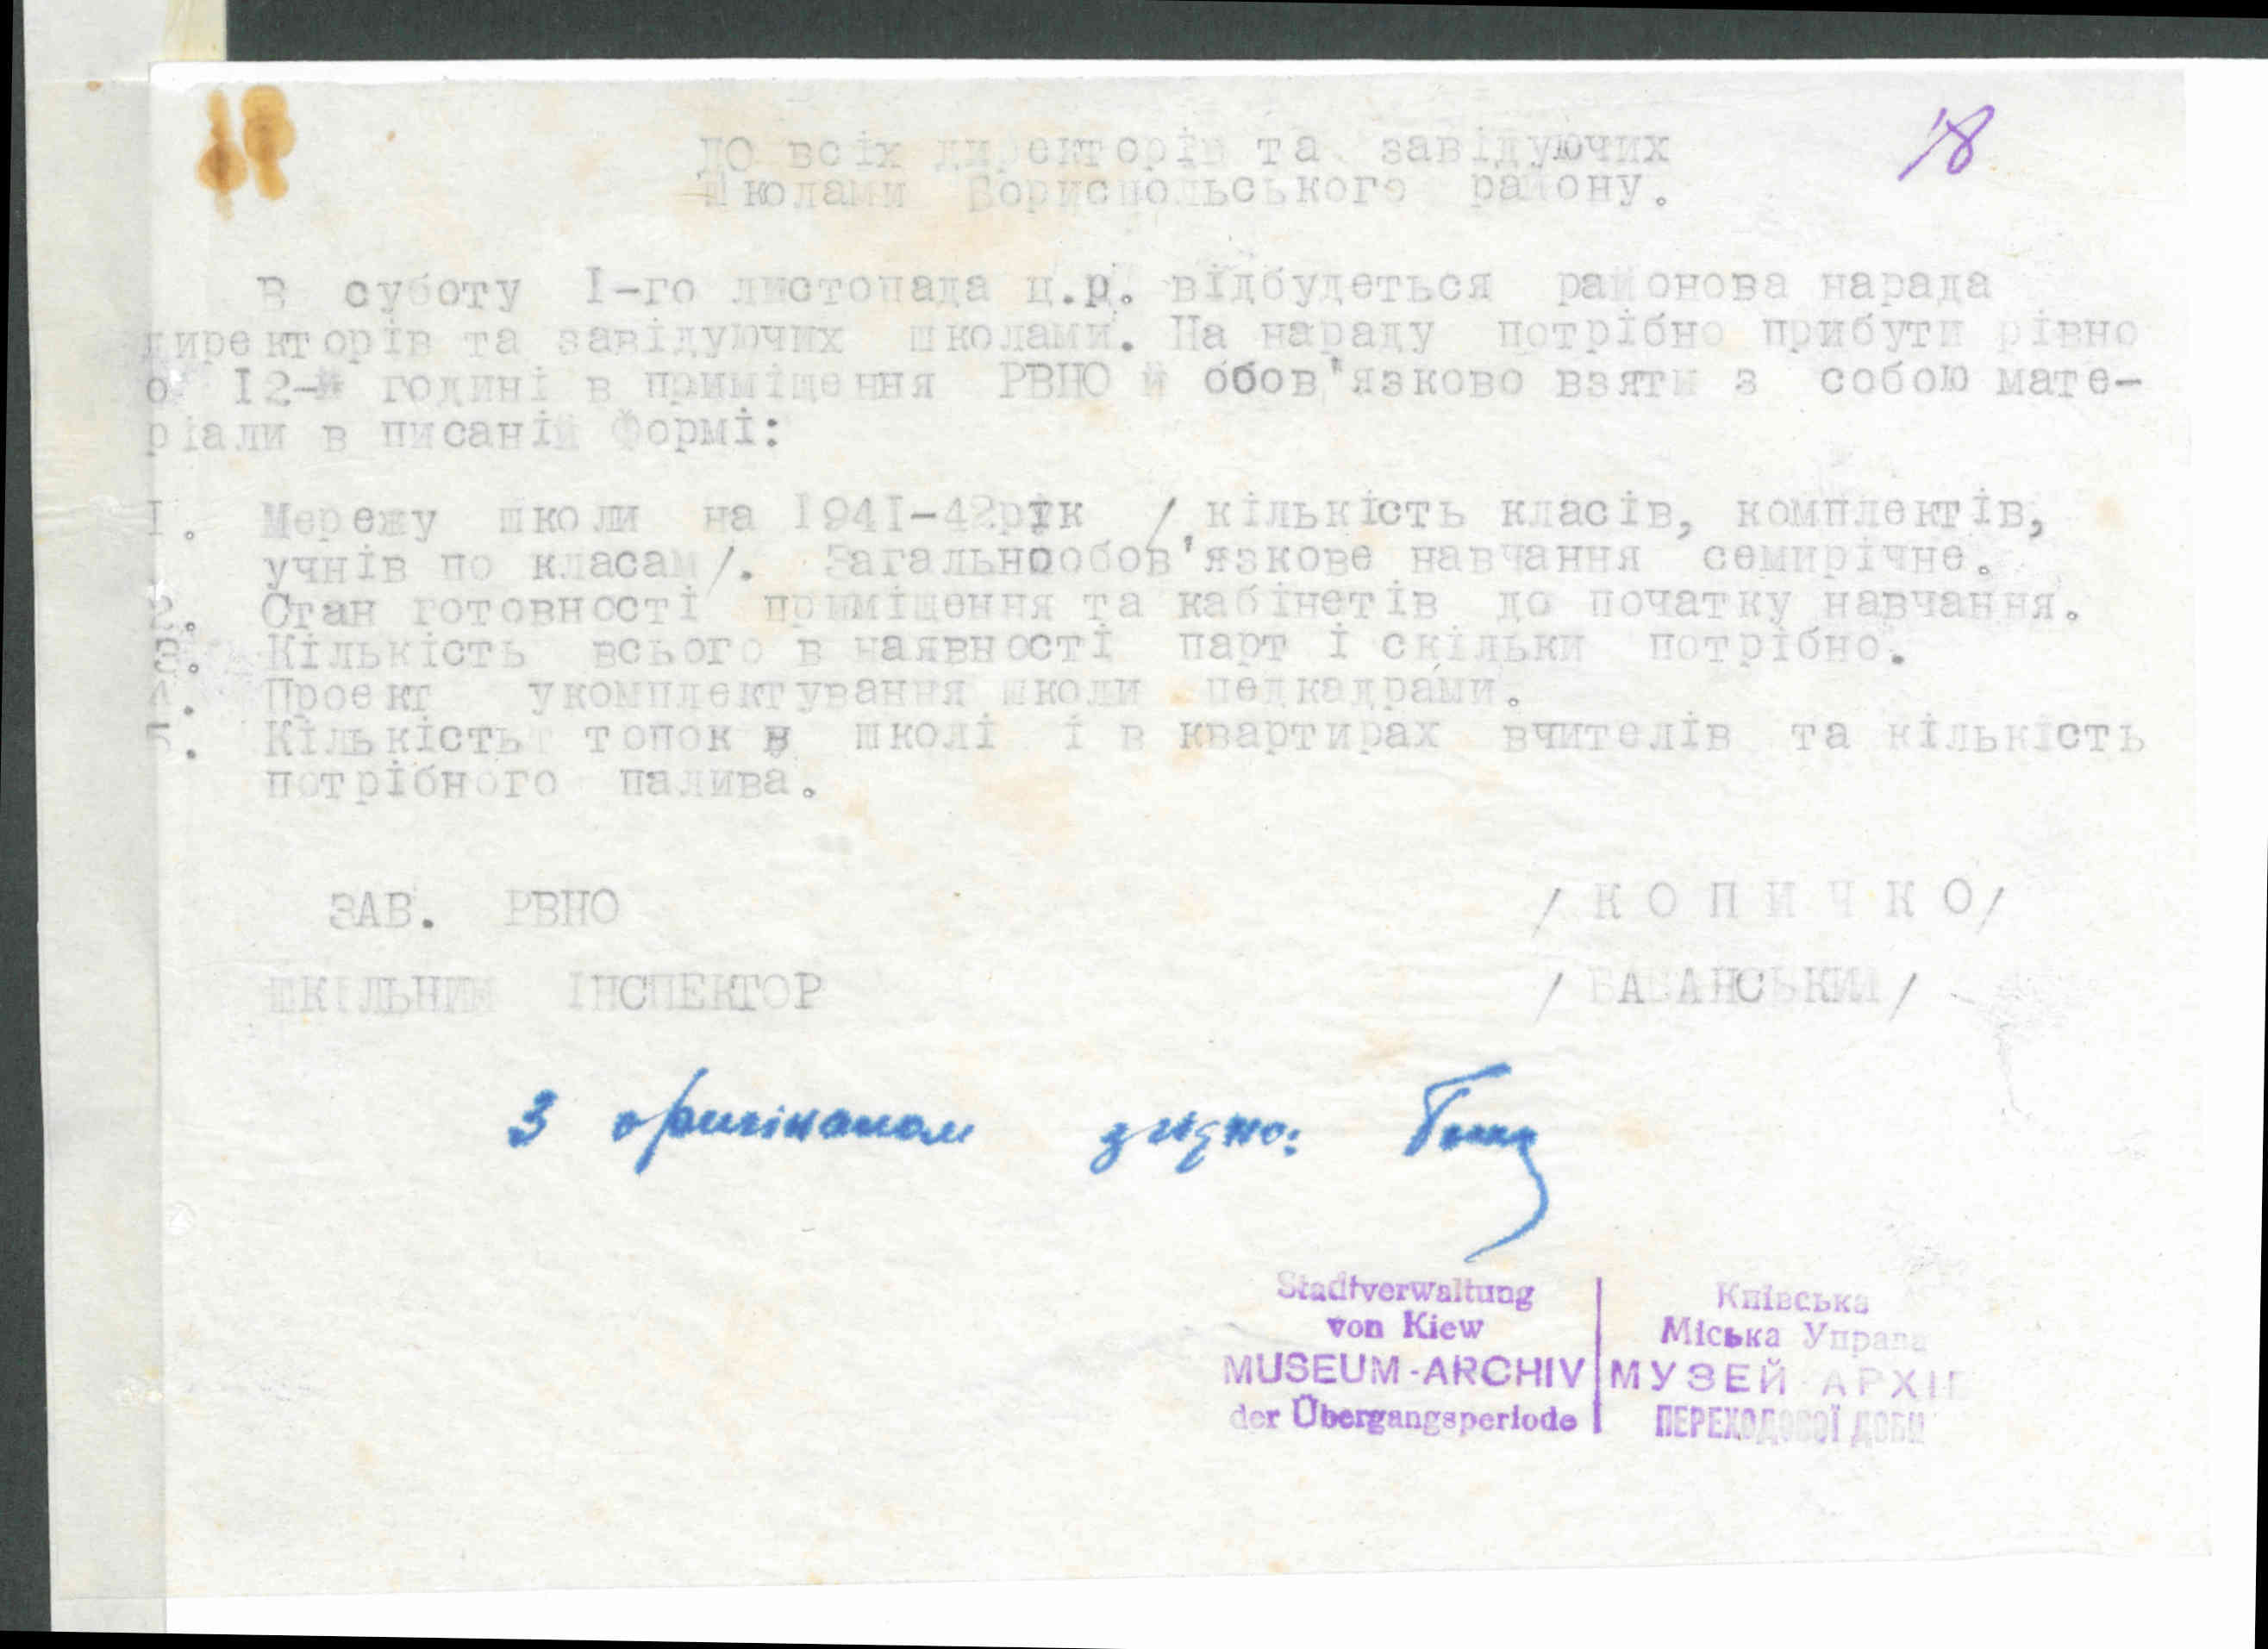 18
ДО всіх директорів та завідуючих
школами Бориспольського району.
В суботу І-го листопада ц.р. відбудеться районова нарада
директорів та завідуючих школами. На нараду потрібно прибути рівно
о І2-й годині в приміщення РВНО й обов'язково взяти з собою мате-
ріали в писаній формі:
І. Мережу школи на І94І-42рік / кількість класів, комплектів,
учнів по класам/. Загальнообов'язкове навчання семирічне.
2. Стан готовності приміщення та кабінетів до початку навчання.
3. Кількість всього в наявності парт і скільки потрібно.
4. Проект укомплектування школи педкадрами.
5. Кількість топок в школі і в квартирах вчителів та кількість
потрібного палива.
ЗАВ. РВНО /КОПИЧКО/
ШКІЛЬНИЙ ІНСПЕКТОР
З оригіналом згідно:
Stadtverwaltung
von Kiew
MUSEUM-ARCHIV
der Übergangsperiode
Київська
Міська Управа
МУЗЕЙ-АРХІВ
ПЕРЕХОДОВОЇ ДОБИ